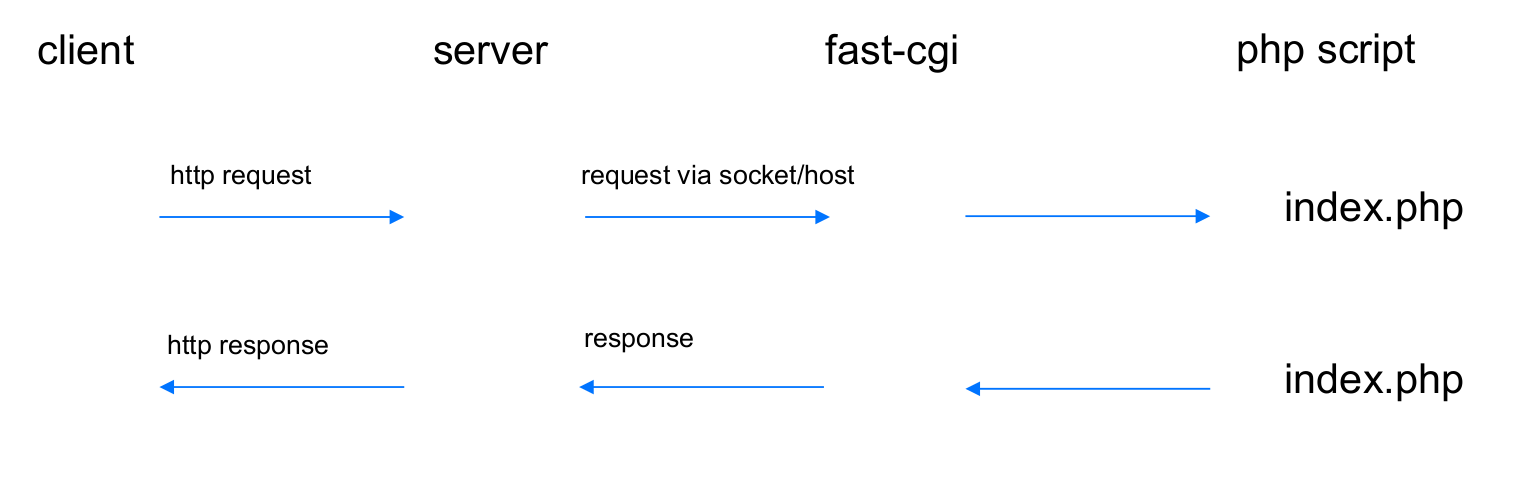 client
server
fast-cgi
php script
http request
request via socket/host
index.php
http response
response
index.php